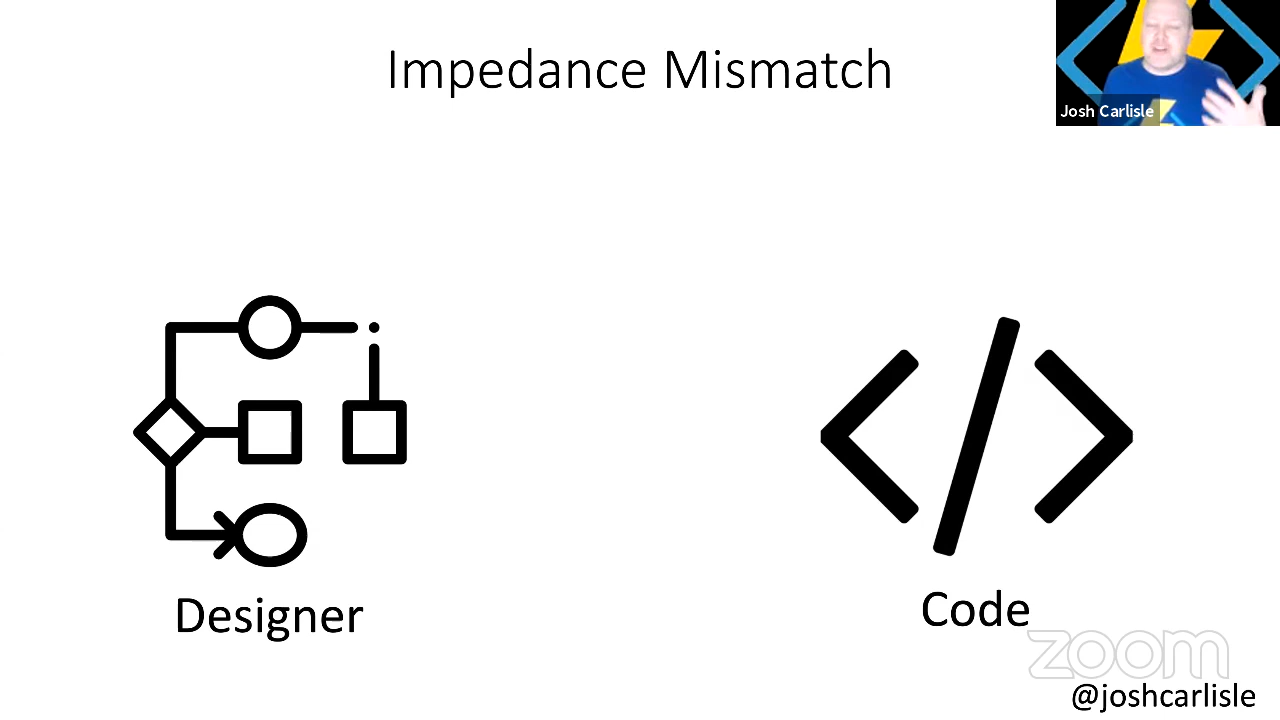 Impedance Mismatch
Josh Carlisle
Designer
Code
zoom
@joshcarlisle